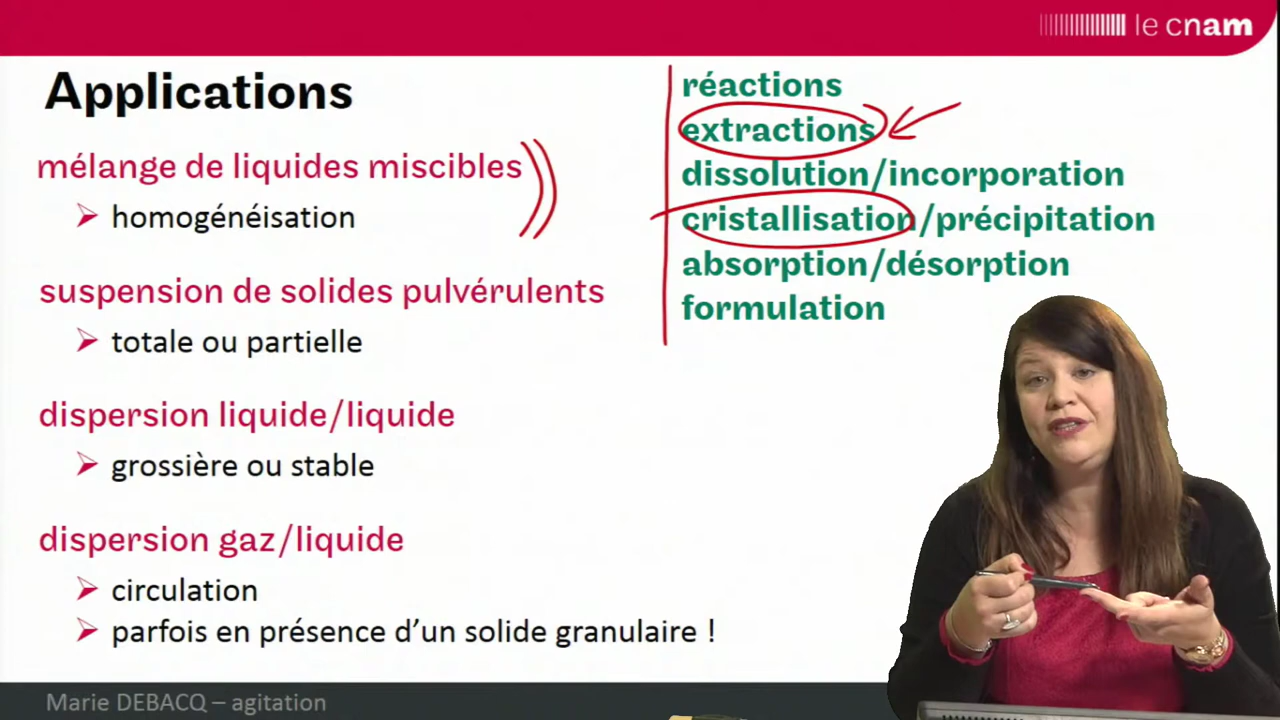 le cnam
Applications
mélange de liquides miscibles
homogénéisation
suspension de solides pulvérulents
totale ou partielle
dispersion liquide/liquide
grossière ou stable
dispersion gaz/liquide
circulation
parfois en présence d’un solide granulaire !
réactions
extractions
dissolution/incorporation
cristallisation/précipitation
absorption/désorption
formulation
Marie DEBACQ – agitation